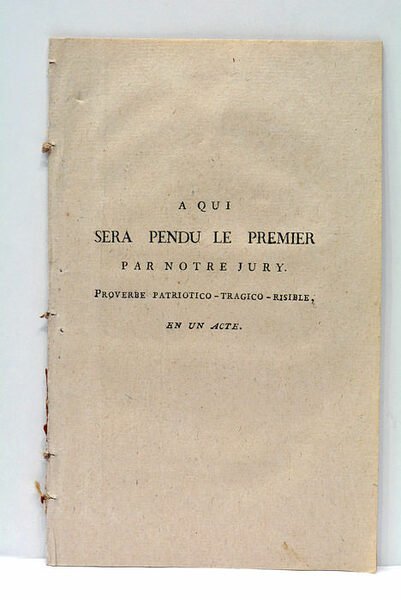 A QUI
SERA PENDU LE PREMIER
PAR NOTRE JURY.
PROVERBE PATRIOTICO-TRAGICO-RISIBLE,
EN UN ACTE.